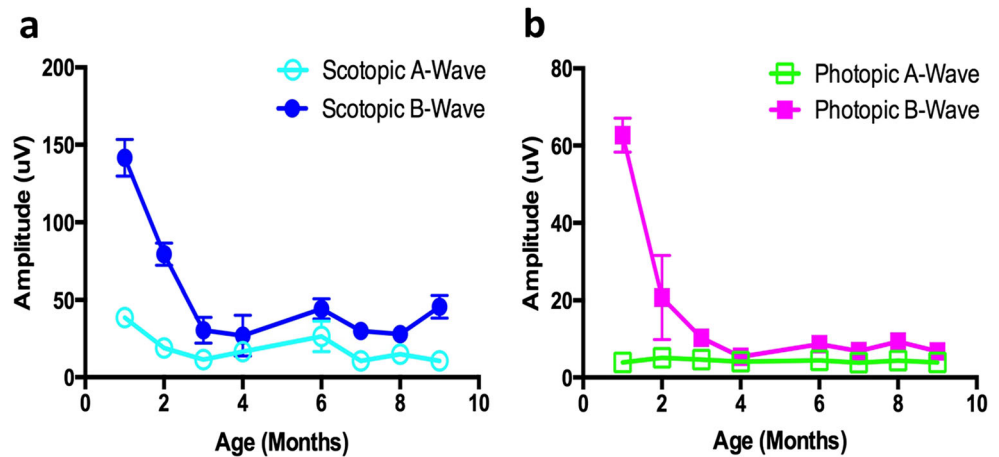 a
Scotopic A-Wave
Scotopic B-Wave
Amplitude (uV)
200
150
100
50
0
0 2 4 6 8 10
Age (Months)
b
Photopic A-Wave
Photopic B-Wave
Amplitude (uV)
80
60
40
20
0
0 2 4 6 8 10
Age (Months)